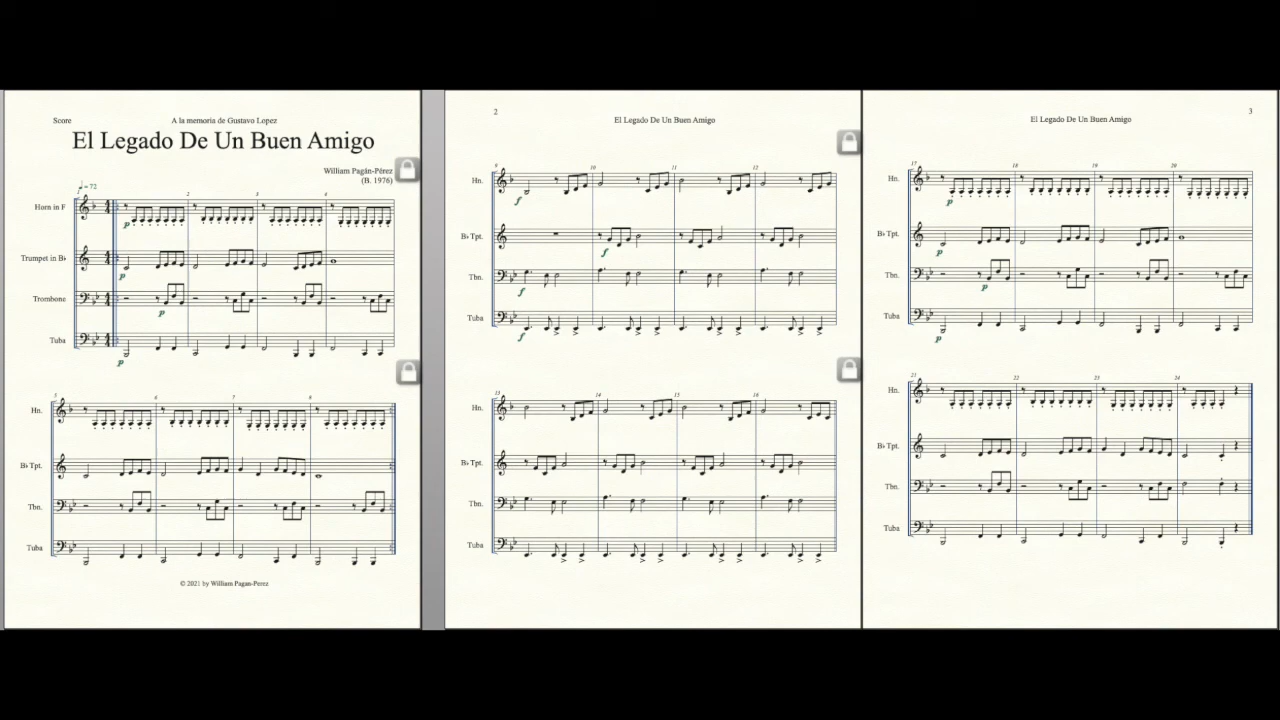 Score
A la memoria de Gustavo Lopez
El Legado De Un Buen Amigo
William Pagán-Pérez
(B. 1976)
= 72
2
3
4
Horn in F
p
Trumpet in B♭
p
Trombone
p
Tuba
p
5
6
7
8
Hn.
B♭ Tpt.
Tbn.
Tuba
© 2021 by William Pagan-Perez
2
El Legado De Un Buen Amigo
9
10
11
12
Hn.
f
B♭ Tpt.
f
Tbn.
f
Tuba
f
13
14
15
16
Hn.
B♭ Tpt.
Tbn.
Tuba
3
El Legado De Un Buen Amigo
17
18
19
20
Hn.
p
B♭ Tpt.
p
Tbn.
p
Tuba
p
21
22
23
24
Hn.
B♭ Tpt.
Tbn.
Tuba